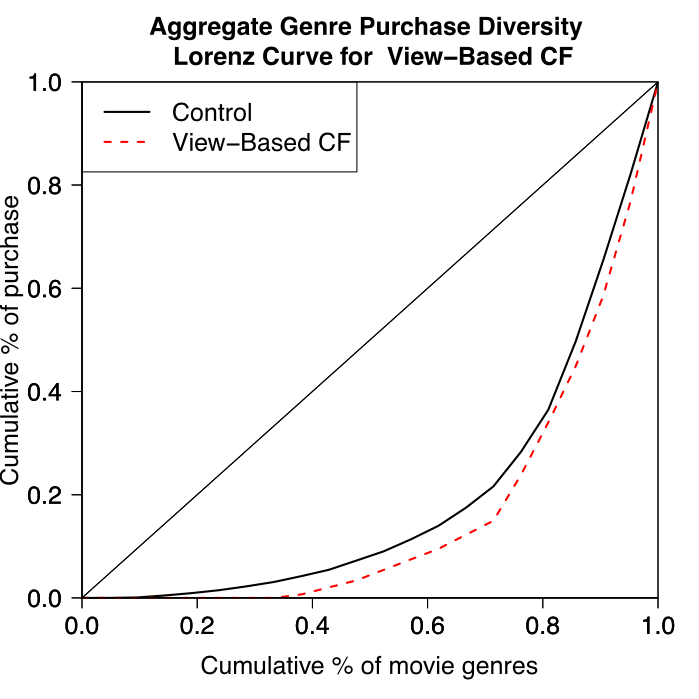 Aggregate Genre Purchase Diversity
Lorenz Curve for View−Based CF
Control
View−Based CF
Cumulative % of purchase
1.0
0.8
0.6
0.4
0.2
0.0
0.0 0.2 0.4 0.6 0.8 1.0
Cumulative % of movie genres